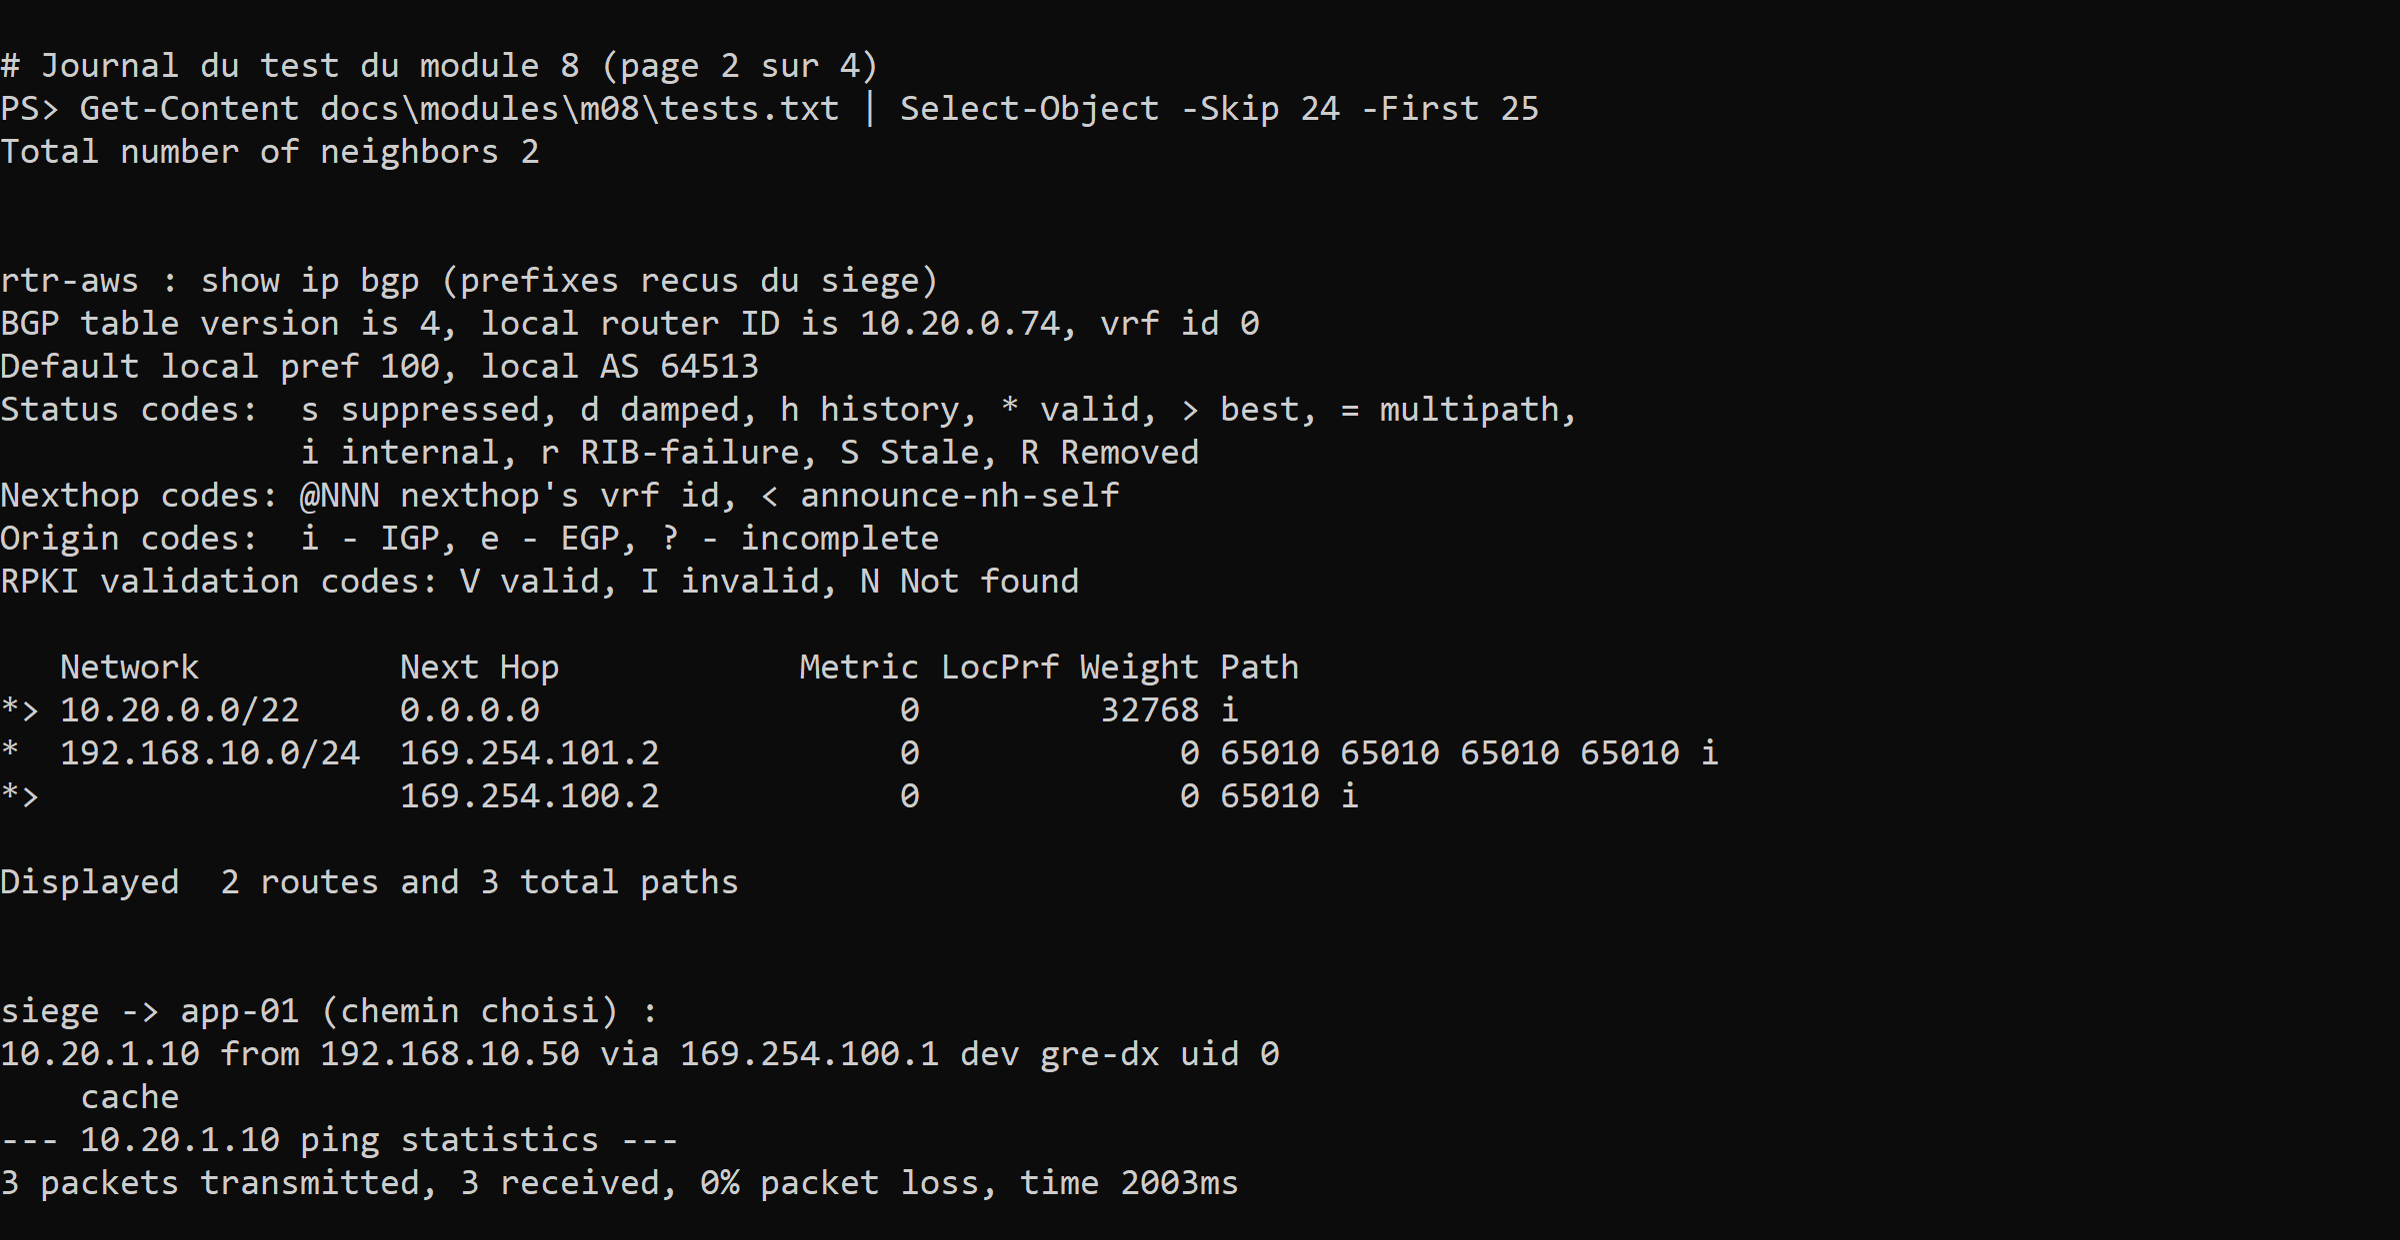 # Journal du test du module 8 (page 2 sur 4)
PS> Get-Content docs\modules\m08\tests.txt | Select-Object -Skip 24 -First 25
Total number of neighbors 2
rtr-aws : show ip bgp (prefixes recus du siege)
BGP table version is 4, local router ID is 10.20.0.74, vrf id 0
Default local pref 100, local AS 64513
Status codes:  s suppressed, d damped, h history, * valid, > best, = multipath,
               i internal, r RIB-failure, S Stale, R Removed
Nexthop codes: @NNN nexthop's vrf id, < announce-nh-self
Origin codes:  i - IGP, e - EGP, ? - incomplete
RPKI validation codes: V valid, I invalid, N Not found
   Network          Next Hop            Metric LocPrf Weight Path
*> 10.20.0.0/22     0.0.0.0                  0         32768 i
*  192.168.10.0/24  169.254.101.2            0             0 65010 65010 65010 65010 i
*>                  169.254.100.2            0             0 65010 i
Displayed  2 routes and 3 total paths
siege -> app-01 (chemin choisi) :
10.20.1.10 from 192.168.10.50 via 169.254.100.1 dev gre-dx uid 0
    cache
--- 10.20.1.10 ping statistics ---
3 packets transmitted, 3 received, 0% packet loss, time 2003ms